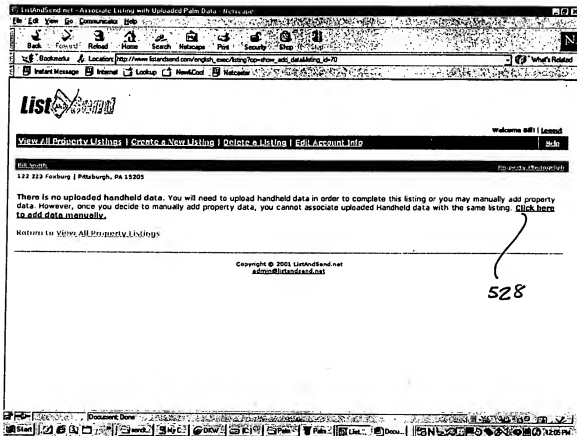 ListAndSend.net - Associate Listing with Uploaded Palm Data - Netscape
File Edit View Go Communicator Help
Back Forward Reload Home Search Netscape Print Security Shop
Bookmarks Location: http://www.listandsend.com/english_exec/listing?op=show_add_data&listing_id=70 What's Related
Instant Message Internet Lookup New&Cool Netcaster
List and Send
Welcome Bill! | Logout
View All Property Listings | Create a New Listing | Delete a Listing | Edit Account Info Help
Bill Smith
122 223 Foxburg | Pittsburgh, PA 15205
There is no uploaded handheld data. You will need to upload handheld data in order to complete this listing or you may manually add property
data. However, once you decide to manually add property data, you cannot associate uploaded Handheld data with the same listing. Click here
to add data manually.
Return to View All Property Listings
Copyright © 2001 ListAndSend.net
admin@listandsend.net
528
Document: Done
Start 12:05 PM